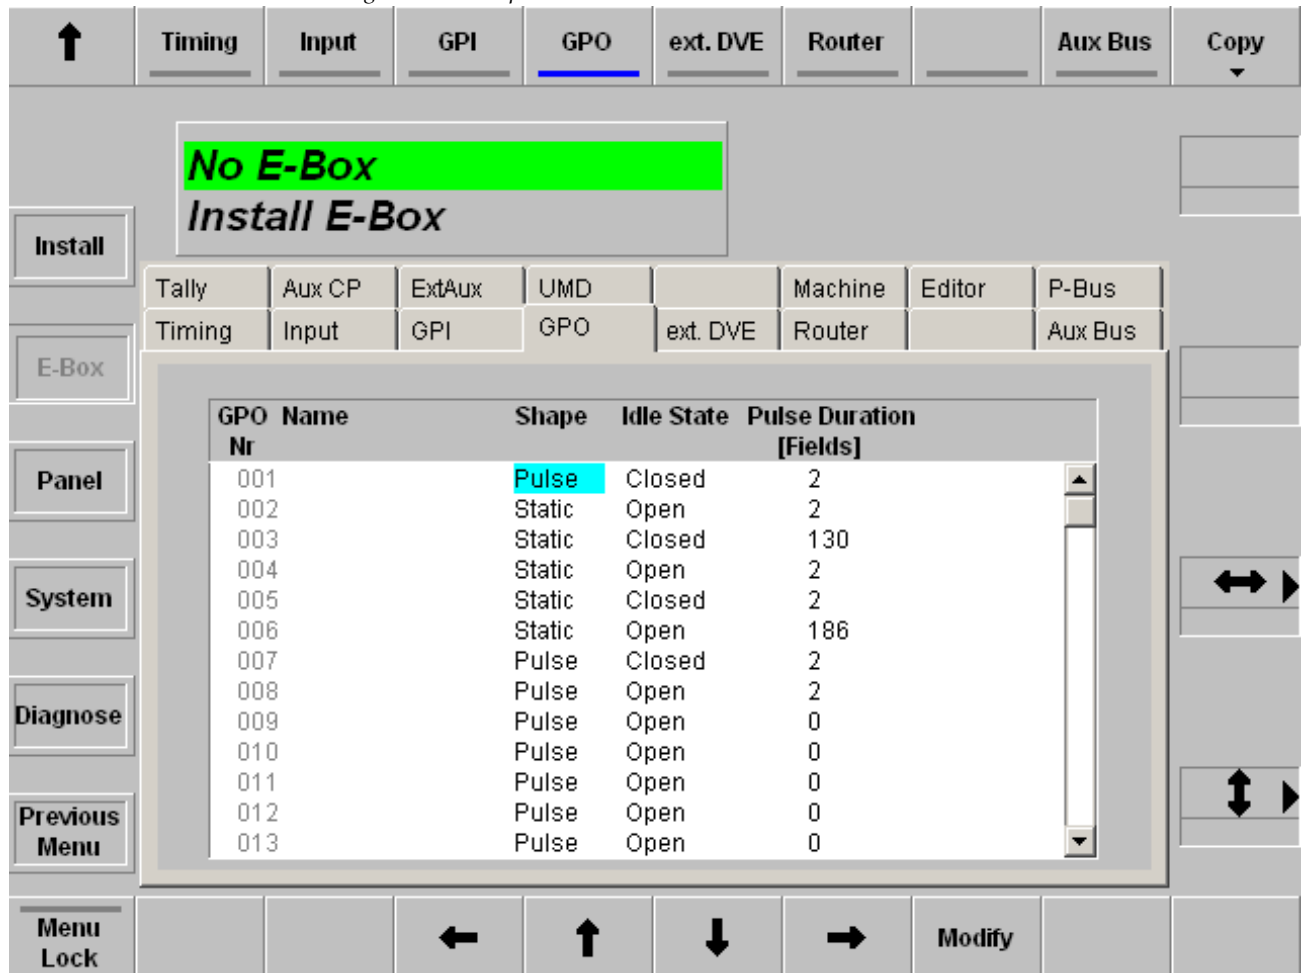 Timing Input GPI GPO ext. DVE Router Aux Bus Copy
No E-Box
Install E-Box
Install
E-Box
Panel
System
Diagnose
Previous
Menu
Tally Aux CP ExtAux UMD Machine Editor P-Bus
Timing Input GPI GPO ext. DVE Router Aux Bus
GPO Name Shape Idle State Pulse Duration
Nr [Fields]
001 Pulse Closed 2
002 Static Open 2
003 Static Closed 130
004 Static Open 2
005 Static Closed 2
006 Static Open 186
007 Pulse Closed 2
008 Pulse Open 2
009 Pulse Open 0
010 Pulse Open 0
011 Pulse Open 0
012 Pulse Open 0
013 Pulse Open 0
Menu
Lock
Modify